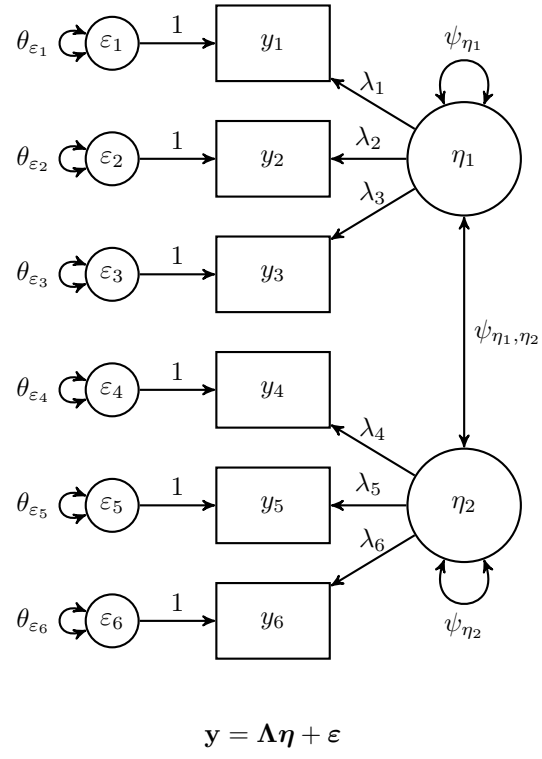 θ_ε₁ ε₁ 1 y₁
ψ_η₁
λ₁
θ_ε₂ ε₂ 1 y₂ λ₂ η₁
λ₃
θ_ε₃ ε₃ 1 y₃
ψ_η₁,η₂
θ_ε₄ ε₄ 1 y₄
λ₄
θ_ε₅ ε₅ 1 y₅ λ₅ η₂
λ₆
θ_ε₆ ε₆ 1 y₆
ψ_η₂
y = Λη + ε